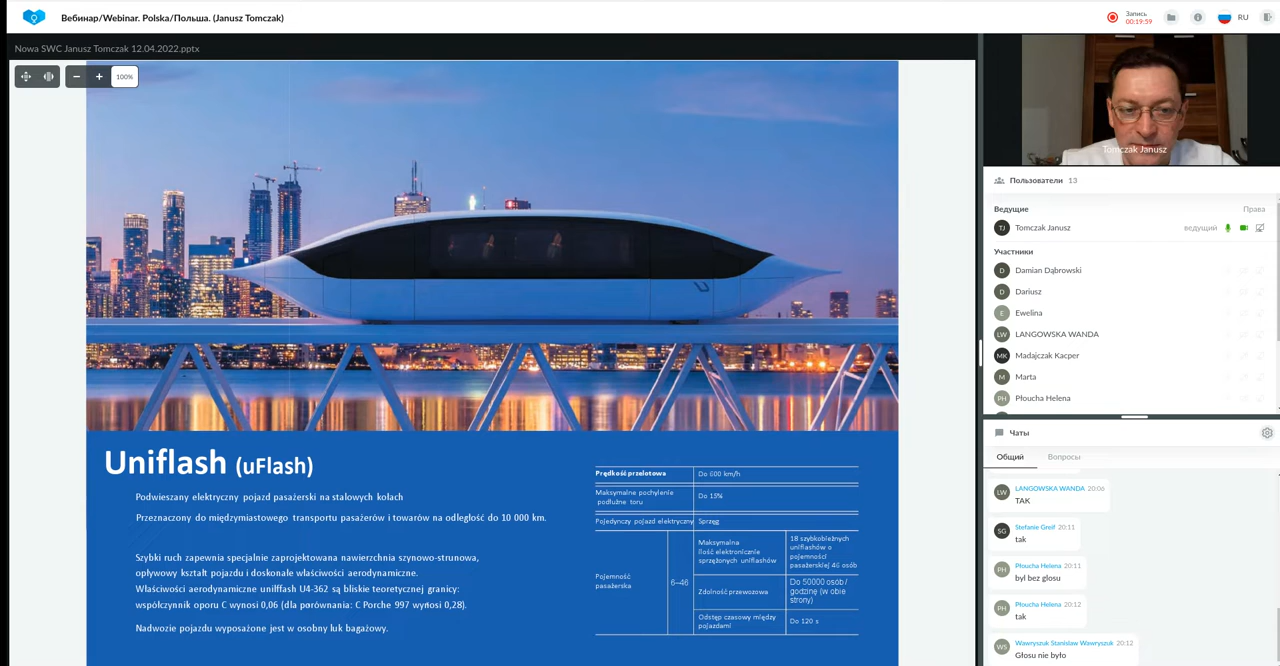 Вебинар/Webinar. Polska/Польша. (Janusz Tomczak)
Запись
00:19:59
RU
Nowa SWC Janusz Tomczak 12.04.2022.pptx
100%
Tomczak Janusz
Пользователи 13
Ведущие Права
TJ Tomczak Janusz ведущий
Участники
D Damian Dąbrowski
D Dariusz
E Ewelina
LW LANGOWSKA WANDA
MK Madajczak Kacper
M Marta
PH Płoucha Helena
Чаты
Общий Вопросы
LW LANGOWSKA WANDA 20:06
TAK
SG Stefanie Greif 20:11
tak
PH Płoucha Helena 20:11
byl bez glosu
PH Płoucha Helena 20:12
tak
WS Wawryszuk Stanislaw Wawryszuk 20:12
Głosu nie było
Uniflash (uFlash)
Podwieszany elektryczny pojazd pasażerski na stalowych kołach
Przeznaczony do międzymiastowego transportu pasażerów i towarów na odległość do 10 000 km.
Szybki ruch zapewnia specjalnie zaprojektowana nawierzchnia szynowo-strunowa,
opływowy kształt pojazdu i doskonałe właściwości aerodynamiczne.
Właściwości aerodynamiczne unilflash U4-362 są bliskie teoretycznej granicy:
współczynnik oporu C wynosi 0,06 (dla porównania: C Porche 997 wynosi 0,28).
Nadwozie pojazdu wyposażone jest w osobny luk bagażowy.
Prędkość przelotowa Do 600 km/h
Maksymalne pochylenie
podłużne toru
Do 15%
Pojedynczy pojazd elektryczny Sprzęg
Pojemność
pasażerska
6–46
Maksymalna
ilość elektronicznie
sprzężonych uniflashów
18 szybkobieżnych
uniflashów o
pojemności
pasażerskiej 46 osób
Zdolność przewozowa
Do 50000 osób /
godzinę (w obie
strony)
Odstęp czasowy między
pojazdami
Do 120 s